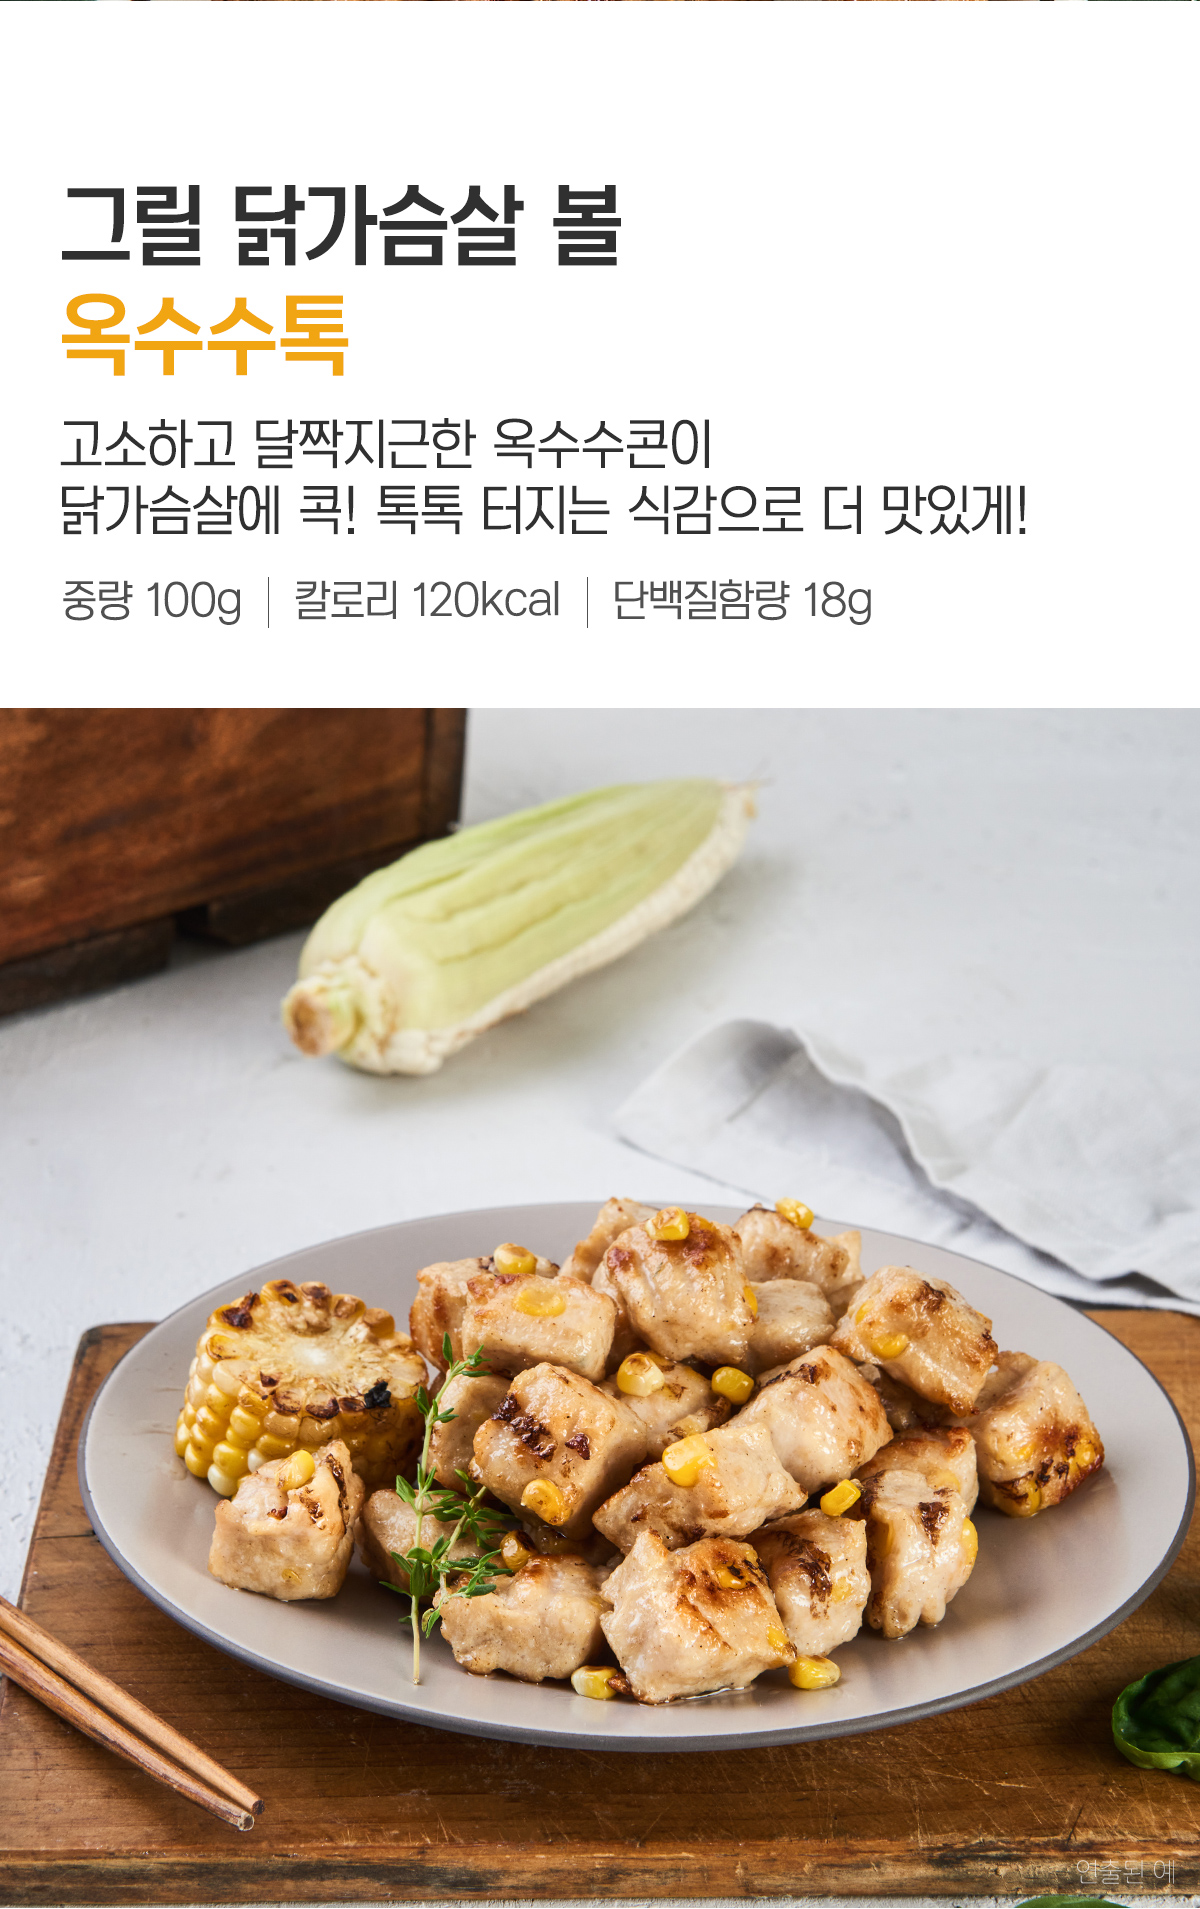 그릴 닭가슴살 볼
옥수수톡
고소하고 달짝지근한 옥수수콘이
닭가슴살에 콕! 톡톡 터지는 식감으로 더 맛있게!
중량 100g | 칼로리 120kcal | 단백질함량 18g
연출된 예